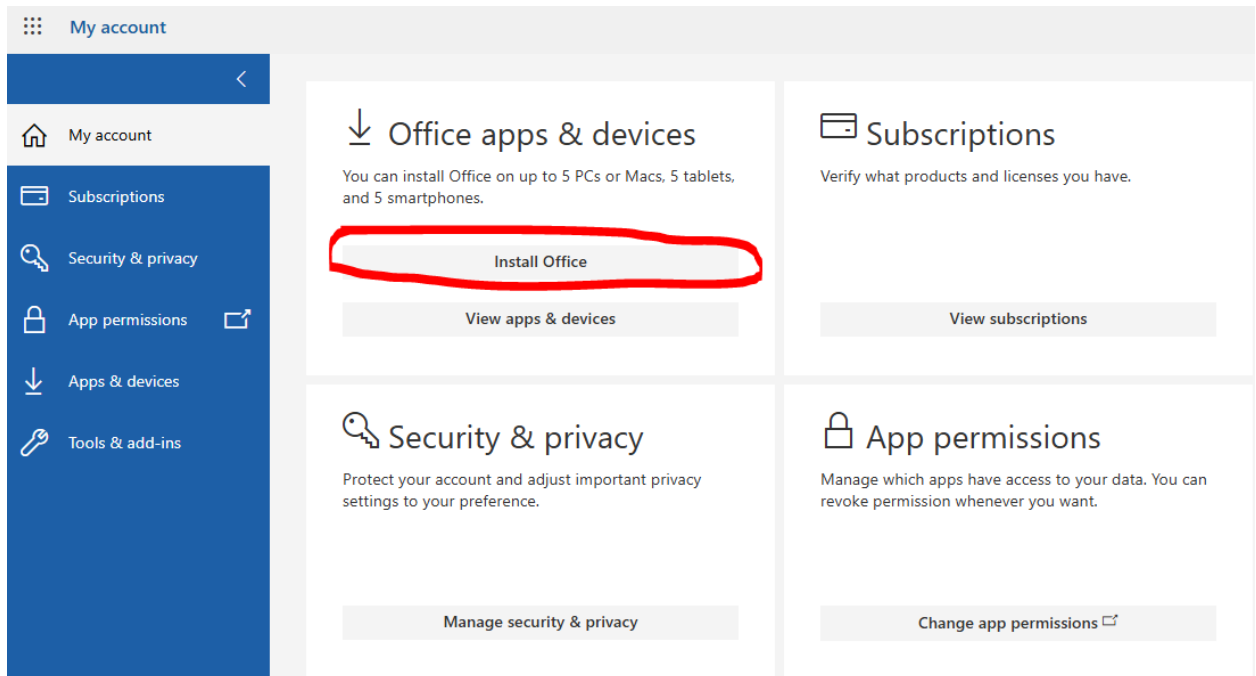 My account
My account
Subscriptions
Security & privacy
App permissions
Apps & devices
Tools & add-ins
Office apps & devices
You can install Office on up to 5 PCs or Macs, 5 tablets,
and 5 smartphones.
Install Office
View apps & devices
Subscriptions
Verify what products and licenses you have.
View subscriptions
Security & privacy
Protect your account and adjust important privacy
settings to your preference.
Manage security & privacy
App permissions
Manage which apps have access to your data. You can
revoke permission whenever you want.
Change app permissions